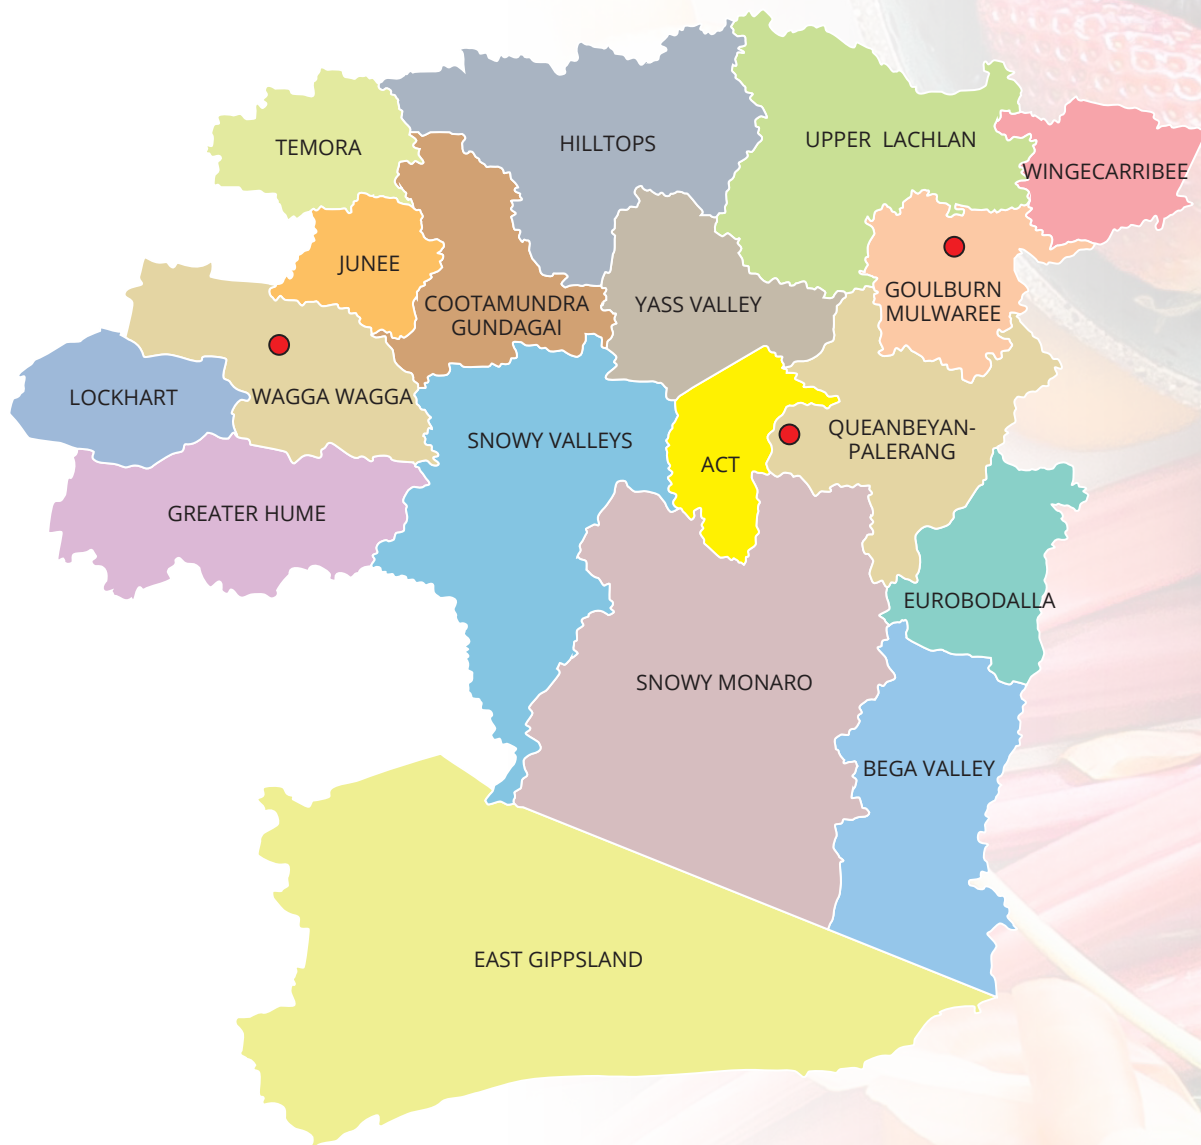 TEMORA
HILLTOPS
UPPER LACHLAN
WINGECARRIBEE
JUNEE
COOTAMUNDRA
GUNDAGAI
YASS VALLEY
GOULBURN
MULWAREE
LOCKHART
WAGGA WAGGA
SNOWY VALLEYS
ACT
QUEANBEYAN-
PALERANG
GREATER HUME
EUROBODALLA
SNOWY MONARO
BEGA VALLEY
EAST GIPPSLAND